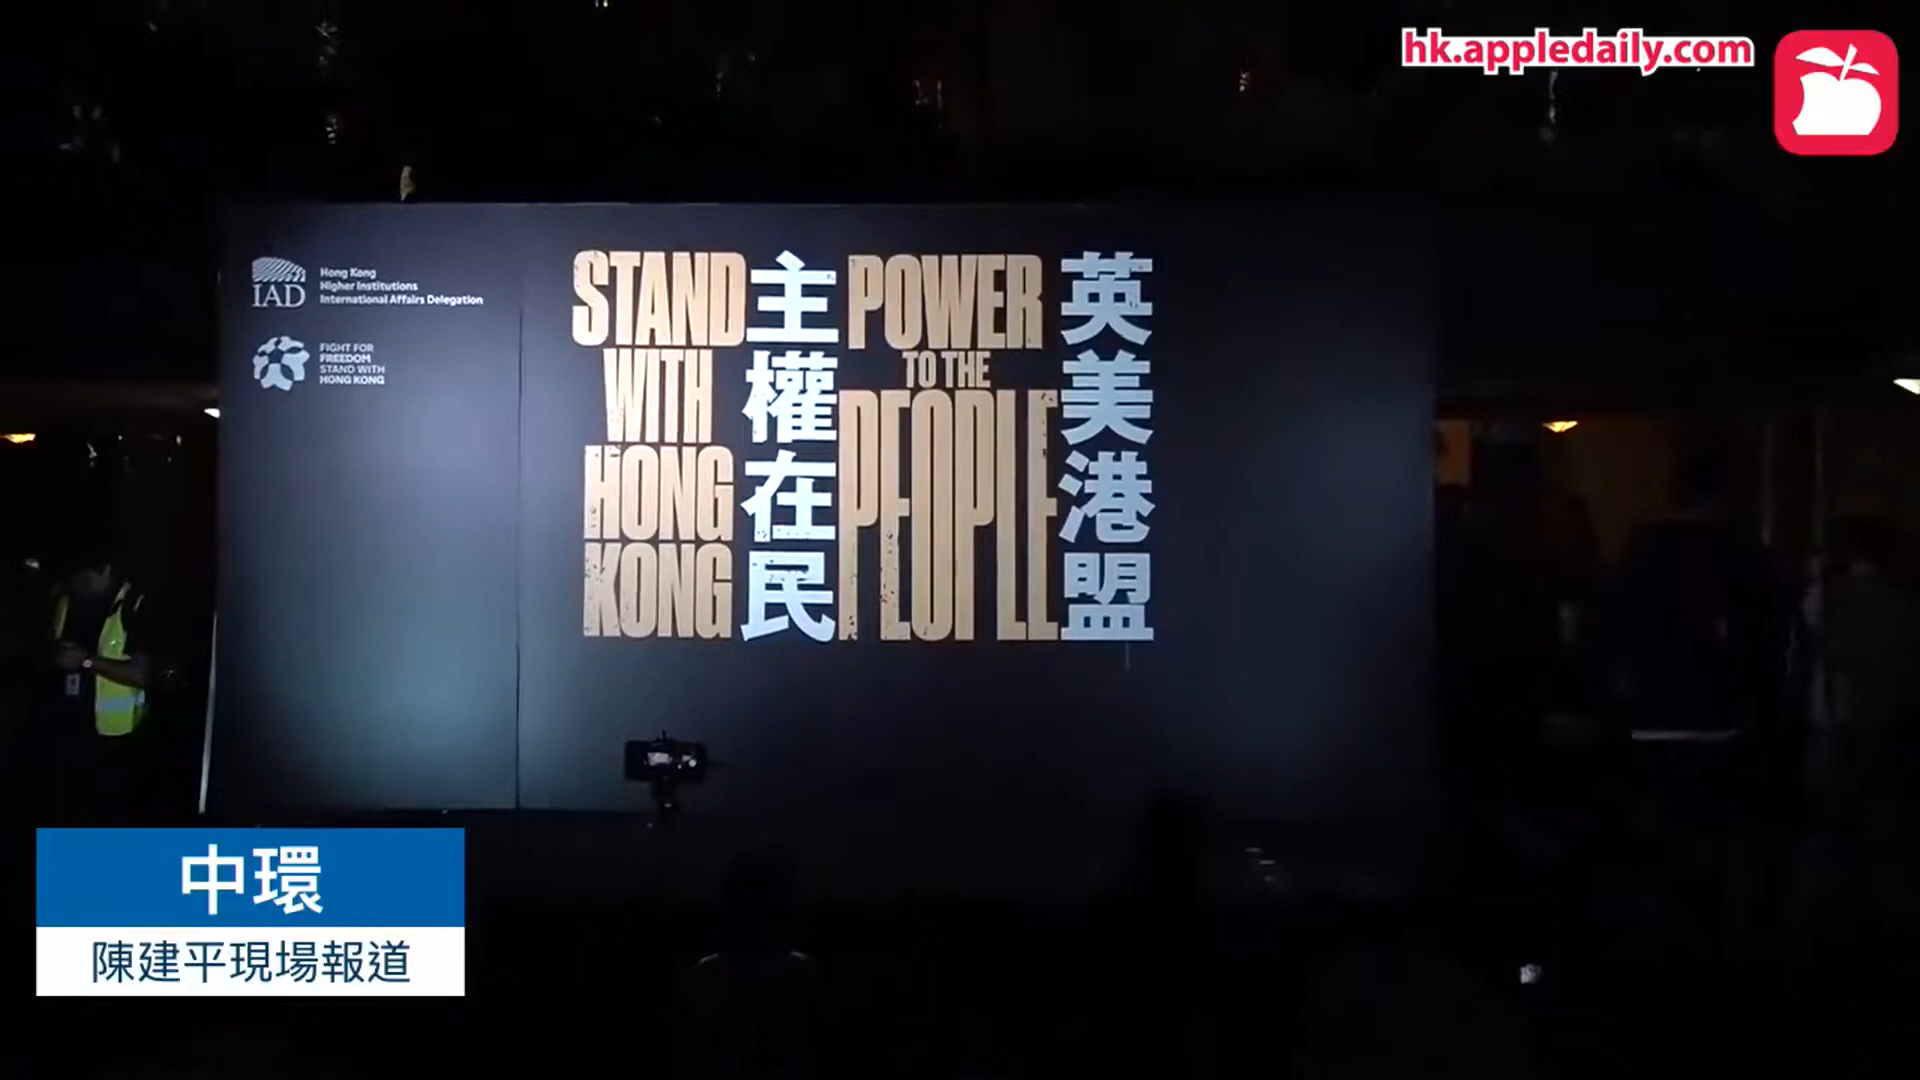 hk.appledaily.com
IAD
Hong Kong
Higher Institutions
International Affairs Delegation
FIGHT FOR
FREEDOM
STAND WITH
HONG KONG
STAND
WITH
HONG
KONG
主權在民
POWER
TO THE
PEOPLE
英美港盟
中環
陳建平現場報道